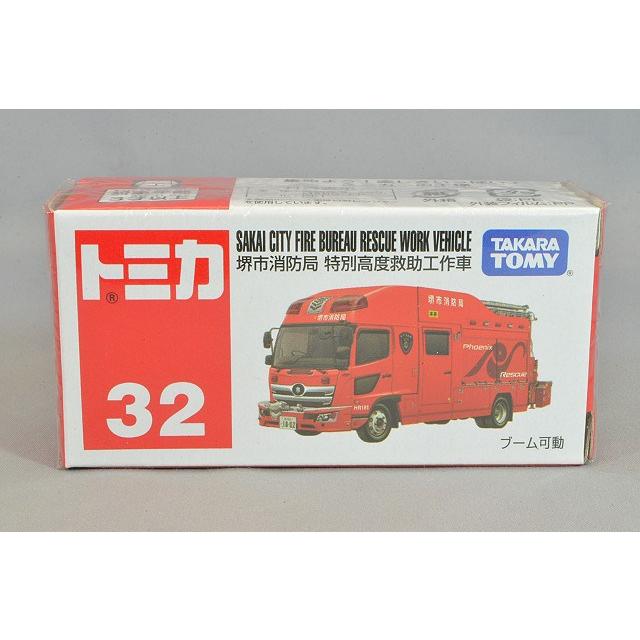 SAKAI CITY FIRE BUREAU RESCUE WORK VEHICLE
堺市消防局 特別高度救助工作車
TAKARA
TOMY
®
トミカ
®
32
堺市消防局
Phoenix
Rescue
ブーム可動